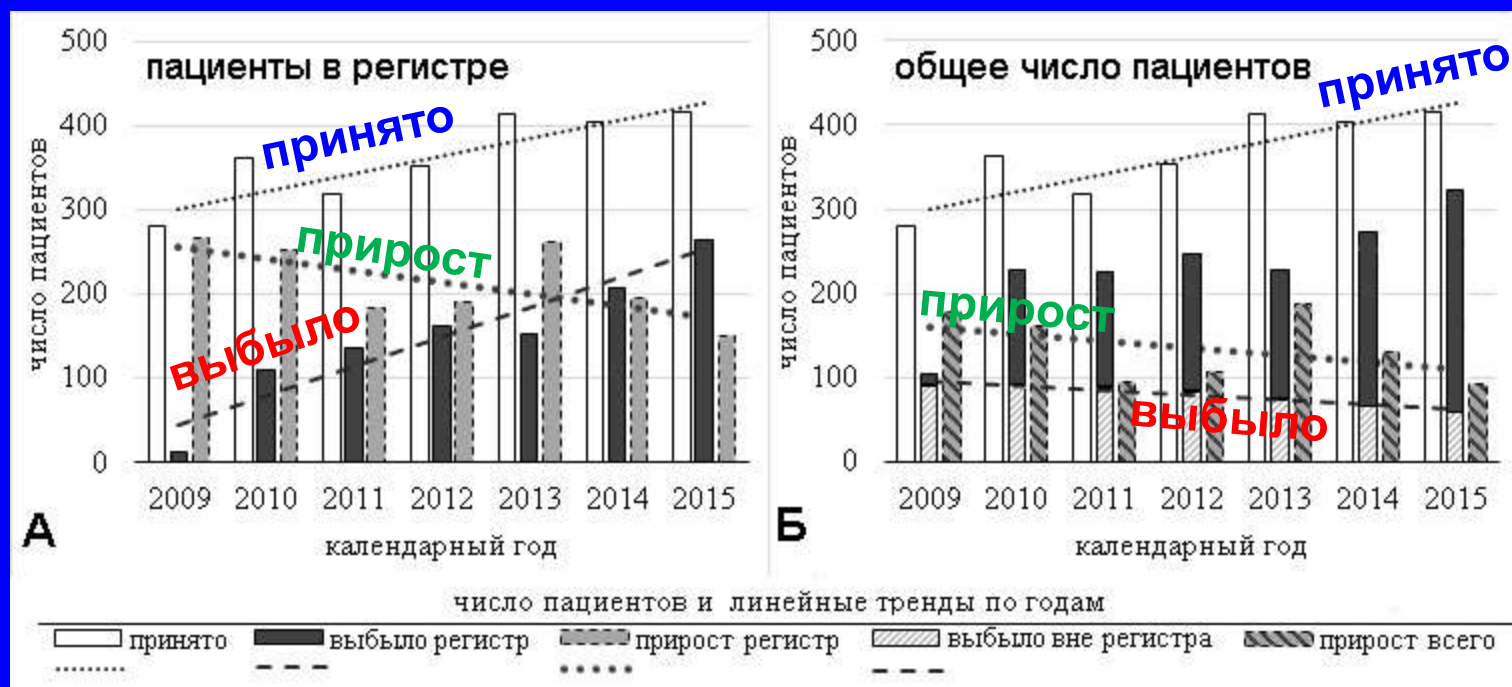 пациенты в регистре
500
400
300
200
100
0
число пациентов
принято
прирост
выбыло
2009 2010 2011 2012 2013 2014 2015
А
календарный год
общее число пациентов
500
400
300
200
100
0
число пациентов
принято
прирост
выбыло
2009 2010 2011 2012 2013 2014 2015
Б
календарный год
число пациентов и линейные тренды по годам
принято выбыло регистр прирост регистр выбыло вне регистра прирост всего